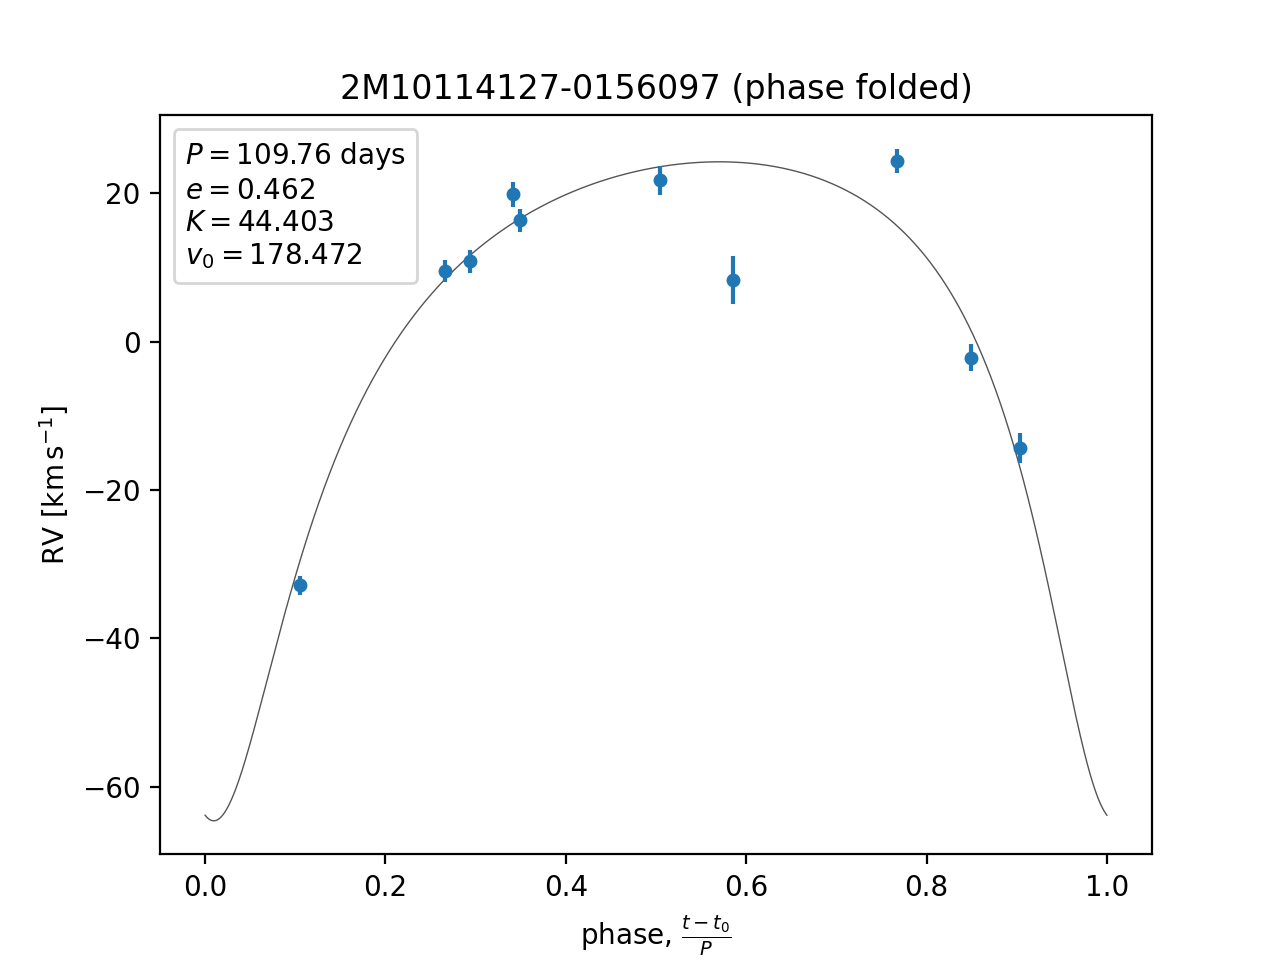 2M10114127-0156097 (phase folded)
P = 109.76 days
e = 0.462
K = 44.403
v₀ = 178.472
20
0
−20
−40
−60
RV [km s⁻¹]
0.0 0.2 0.4 0.6 0.8 1.0
phase, (t − t₀)/P